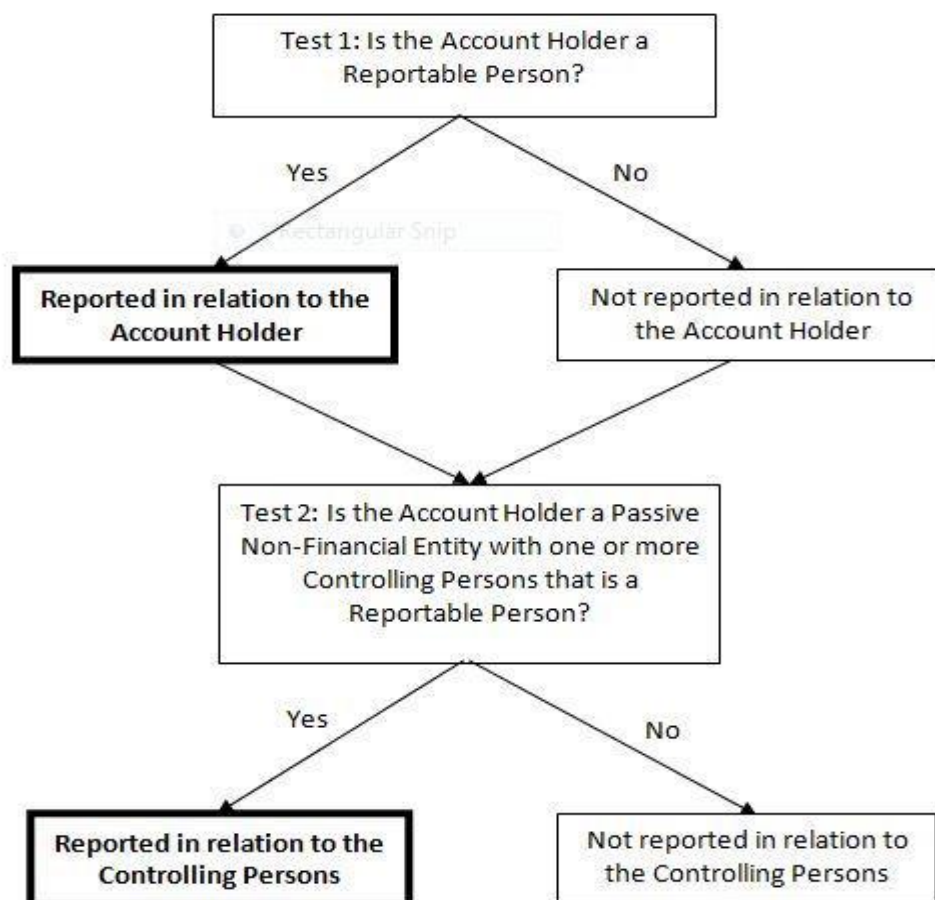 Test 1: Is the Account Holder a
Reportable Person?
Yes
No
Rectangular Snip
Reported in relation to the
Account Holder
Not reported in relation to
the Account Holder
Test 2: Is the Account Holder a Passive
Non-Financial Entity with one or more
Controlling Persons that is a
Reportable Person?
Yes
No
Reported in relation to the
Controlling Persons
Not reported in relation to
the Controlling Persons